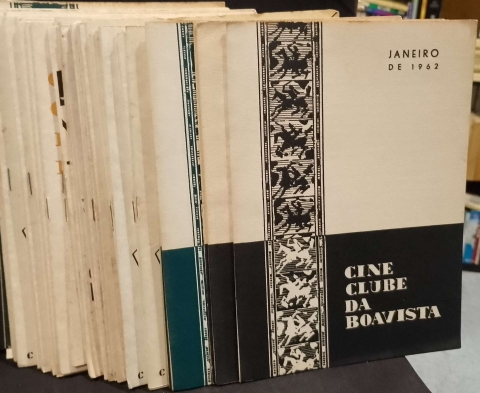 JANEIRO
DE 1962
CINE
CLUBE
DA
BOAVISTA